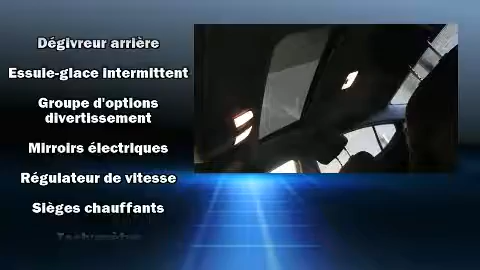 Dégivreur arrière
Essuie-glace Intermittent
Groupe d'options
divertissement
Mirroirs électriques
Régulateur de vitesse
Sièges chauffants